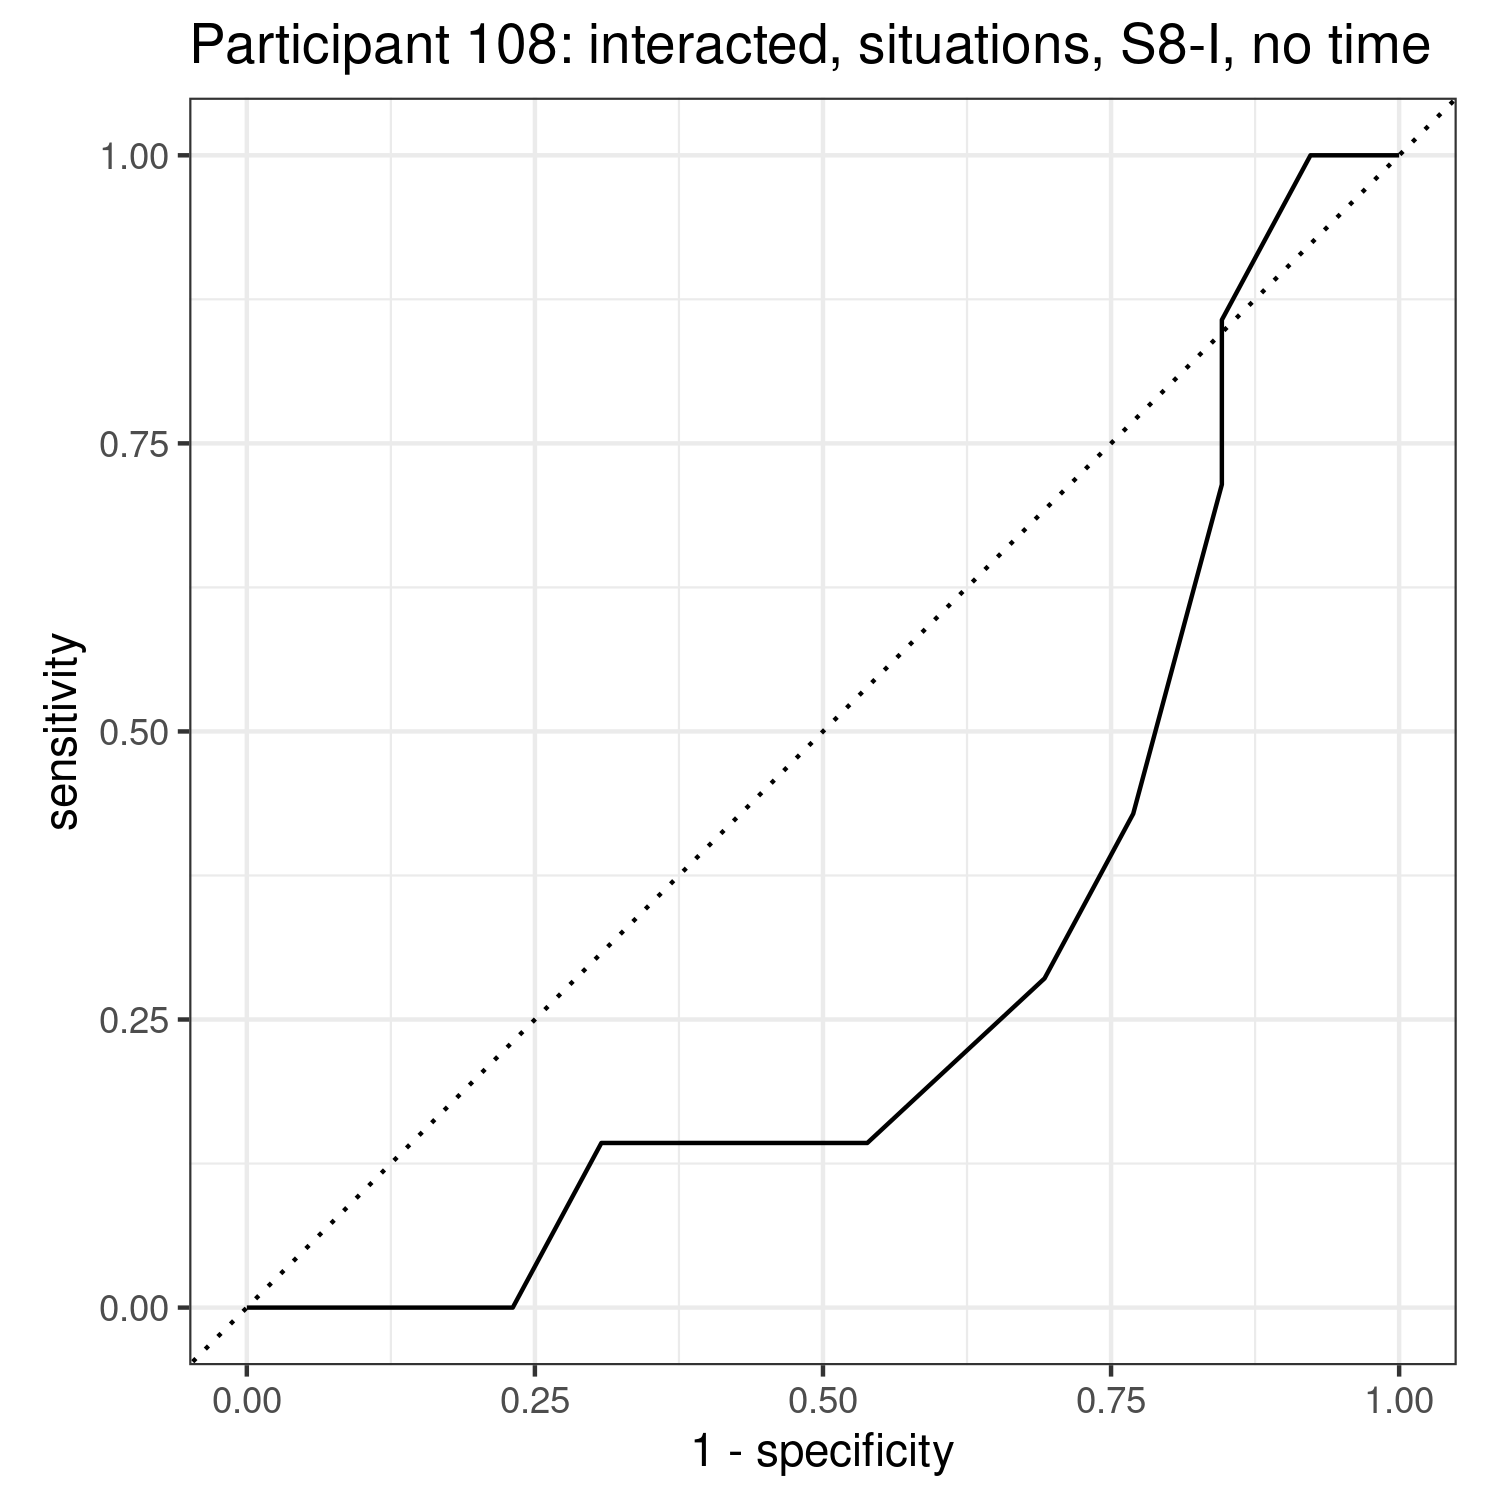 Participant 108: interacted, situations, S8-I, no time
1.00
0.75
0.50
0.25
0.00
sensitivity
0.00 0.25 0.50 0.75 1.00
1 - specificity